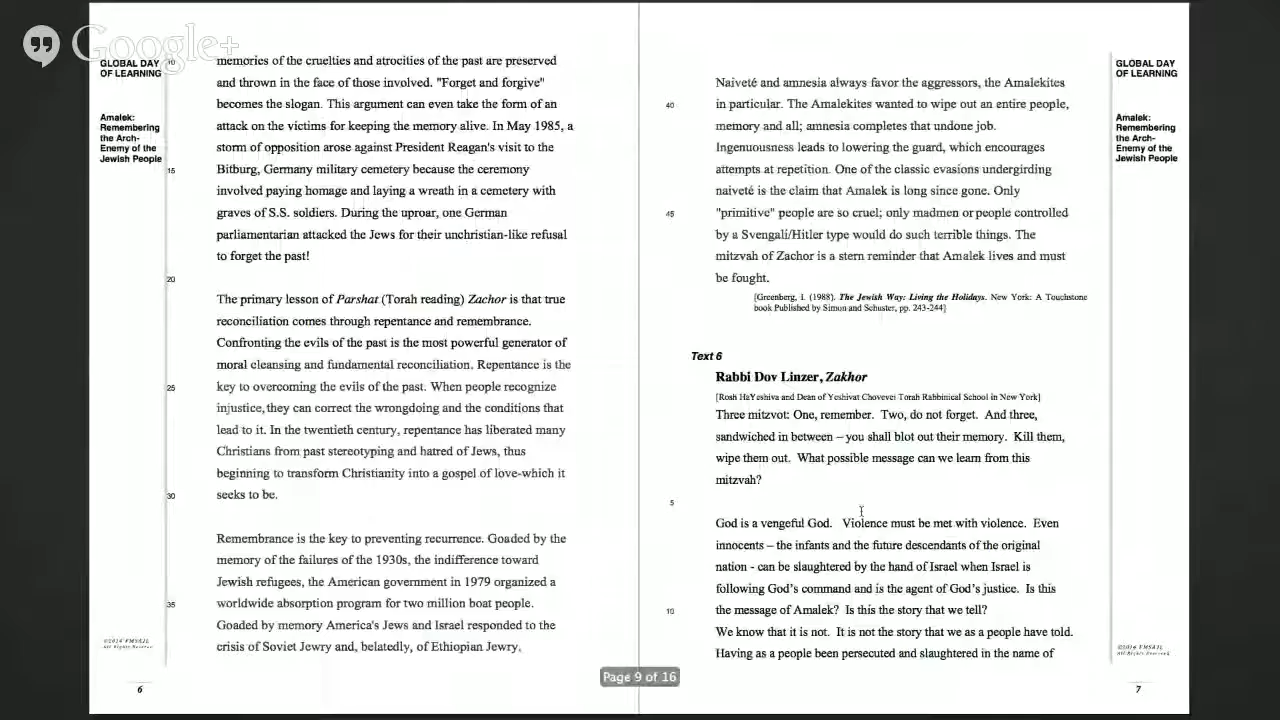 Google+
GLOBAL DAY
OF LEARNING
Amalek:
Remembering
the Arch-
Enemy of the
Jewish People
10
memories of the cruelties and atrocities of the past are preserved
and thrown in the face of those involved. "Forget and forgive"
becomes the slogan. This argument can even take the form of an
attack on the victims for keeping the memory alive. In May 1985, a
storm of opposition arose against President Reagan's visit to the
15
Bitburg, Germany military cemetery because the ceremony
involved paying homage and laying a wreath in a cemetery with
graves of S.S. soldiers. During the uproar, one German
parliamentarian attacked the Jews for their unchristian-like refusal
to forget the past!
20
The primary lesson of Parshat (Torah reading) Zachor is that true
reconciliation comes through repentance and remembrance.
Confronting the evils of the past is the most powerful generator of
moral cleansing and fundamental reconciliation. Repentance is the
25
key to overcoming the evils of the past. When people recognize
injustice, they can correct the wrongdoing and the conditions that
lead to it. In the twentieth century, repentance has liberated many
Christians from past stereotyping and hatred of Jews, thus
beginning to transform Christianity into a gospel of love-which it
30
seeks to be.
Remembrance is the key to preventing recurrence. Goaded by the
memory of the failures of the 1930s, the indifference toward
Jewish refugees, the American government in 1979 organized a
35
worldwide absorption program for two million boat people.
Goaded by memory America's Jews and Israel responded to the
crisis of Soviet Jewry and, belatedly, of Ethiopian Jewry.
6
Naiveté and amnesia always favor the aggressors, the Amalekites
40
in particular. The Amalekites wanted to wipe out an entire people,
memory and all; amnesia completes that undone job.
Ingenuousness leads to lowering the guard, which encourages
attempts at repetition. One of the classic evasions undergirding
naiveté is the claim that Amalek is long since gone. Only
45
"primitive" people are so cruel; only madmen or people controlled
by a Svengali/Hitler type would do such terrible things. The
mitzvah of Zachor is a stern reminder that Amalek lives and must
be fought.
[Greenberg, I. (1988). The Jewish Way: Living the Holidays. New York: A Touchstone
book Published by Simon and Schuster, pp. 243-244]
Text 6
Rabbi Dov Linzer, Zakhor
[Rosh HaYeshiva and Dean of Yeshivat Chovevei Torah Rabbinical School in New York]
Three mitzvot: One, remember. Two, do not forget. And three,
sandwiched in between – you shall blot out their memory. Kill them,
wipe them out. What possible message can we learn from this
mitzvah?
5
God is a vengeful God. Violence must be met with violence. Even
innocents – the infants and the future descendants of the original
nation - can be slaughtered by the hand of Israel when Israel is
following God's command and is the agent of God's justice. Is this
10
the message of Amalek? Is this the story that we tell?
We know that it is not. It is not the story that we as a people have told.
Having as a people been persecuted and slaughtered in the name of
GLOBAL DAY
OF LEARNING
Amalek:
Remembering
the Arch-
Enemy of the
Jewish People
7
Page 9 of 16